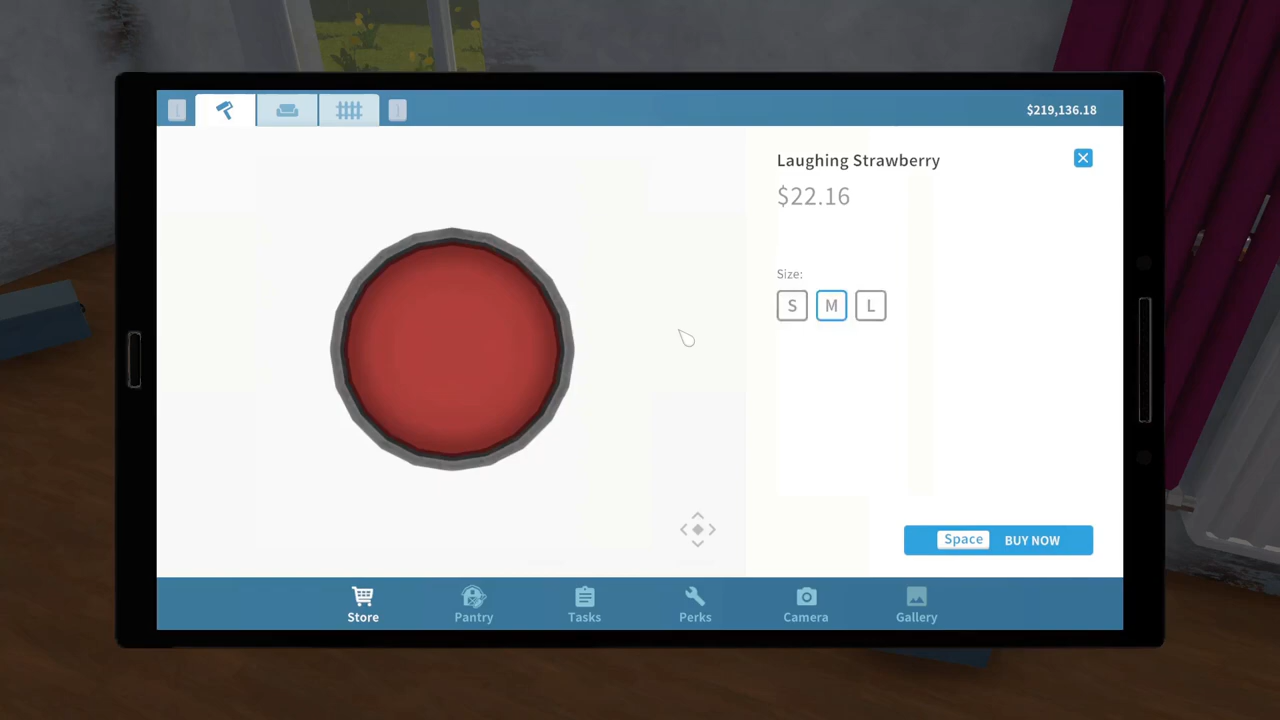 $219,136.18
Laughing Strawberry
$22.16
Size:
S M L
Space BUY NOW
Store Pantry Tasks Perks Camera Gallery